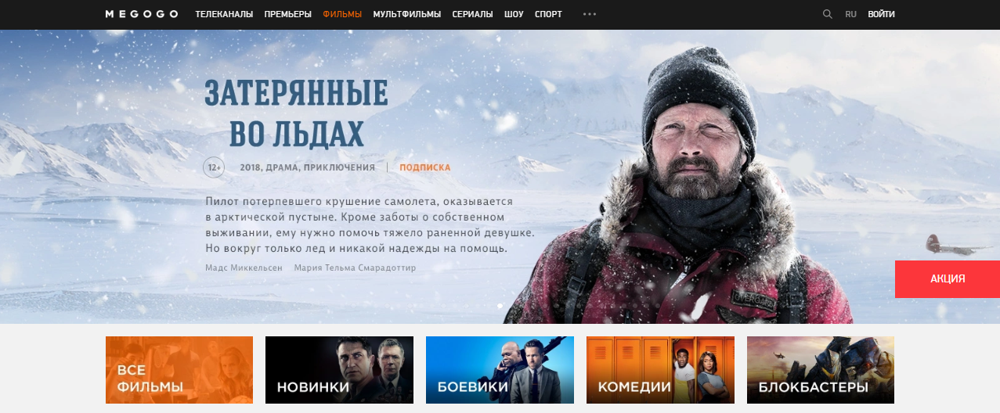 MEGOGO ТЕЛЕКАНАЛЫ ПРЕМЬЕРЫ ФИЛЬМЫ МУЛЬТФИЛЬМЫ СЕРИАЛЫ ШОУ СПОРТ RU ВОЙТИ
ЗАТЕРЯННЫЕ
ВО ЛЬДАХ
12+ 2018, ДРАМА, ПРИКЛЮЧЕНИЯ | ПОДПИСКА
Пилот потерпевшего крушение самолета, оказывается
в арктической пустыне. Кроме заботы о собственном
выживании, ему нужно помочь тяжело раненной девушке.
Но вокруг только лед и никакой надежды на помощь.
Мадс Миккельсен Мария Тельма Смарадоттир
АКЦИЯ
ВСЕ
ФИЛЬМЫ
НОВИНКИ
БОЕВИКИ
КОМЕДИИ
БЛОКБАСТЕРЫ